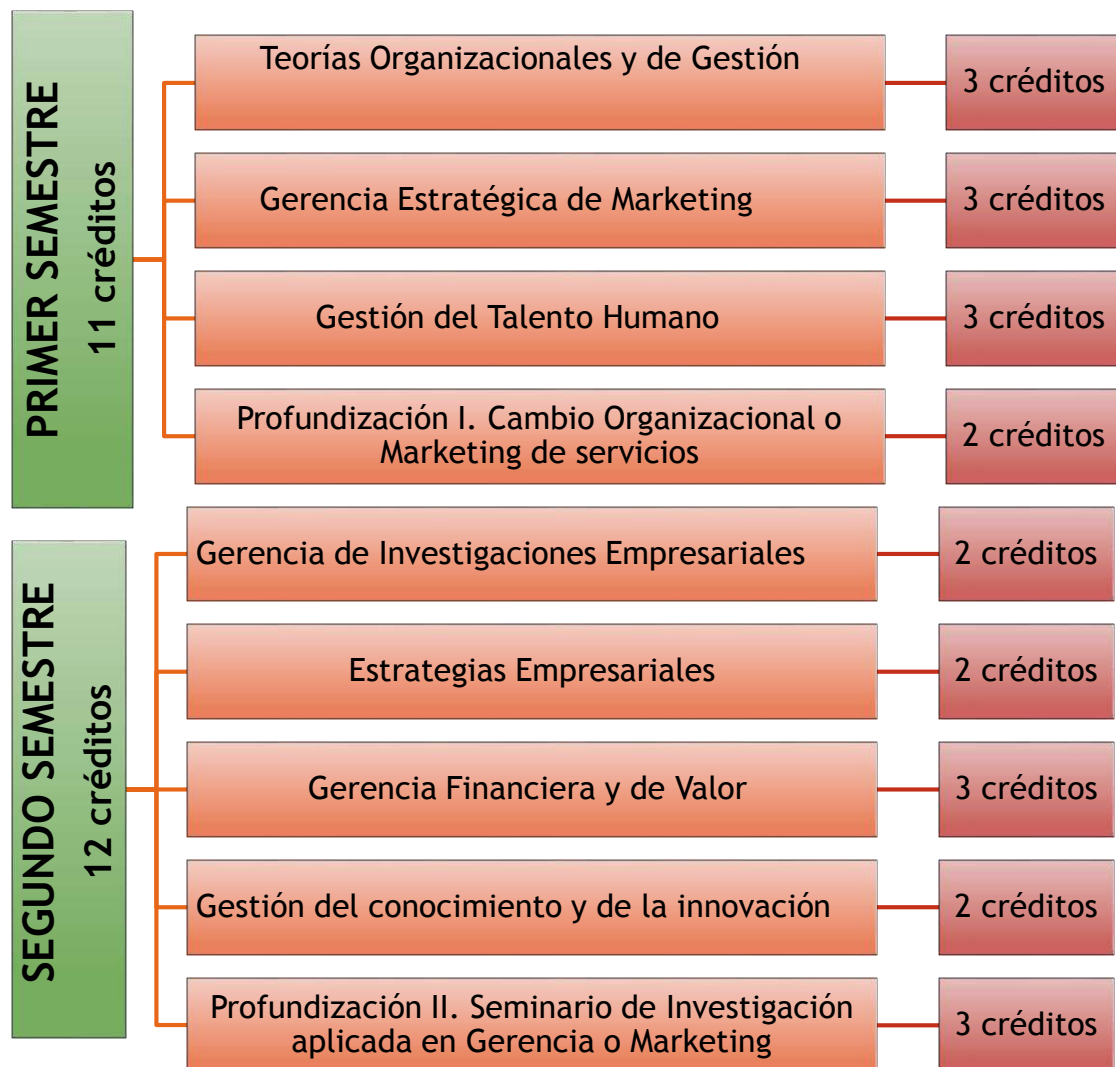 PRIMER SEMESTRE
11 créditos
Teorías Organizacionales y de Gestión
3 créditos
Gerencia Estratégica de Marketing
3 créditos
Gestión del Talento Humano
3 créditos
Profundización I. Cambio Organizacional o
Marketing de servicios
2 créditos
SEGUNDO SEMESTRE
12 créditos
Gerencia de Investigaciones Empresariales
2 créditos
Estrategias Empresariales
2 créditos
Gerencia Financiera y de Valor
3 créditos
Gestión del conocimiento y de la innovación
2 créditos
Profundización II. Seminario de Investigación
aplicada en Gerencia o Marketing
3 créditos